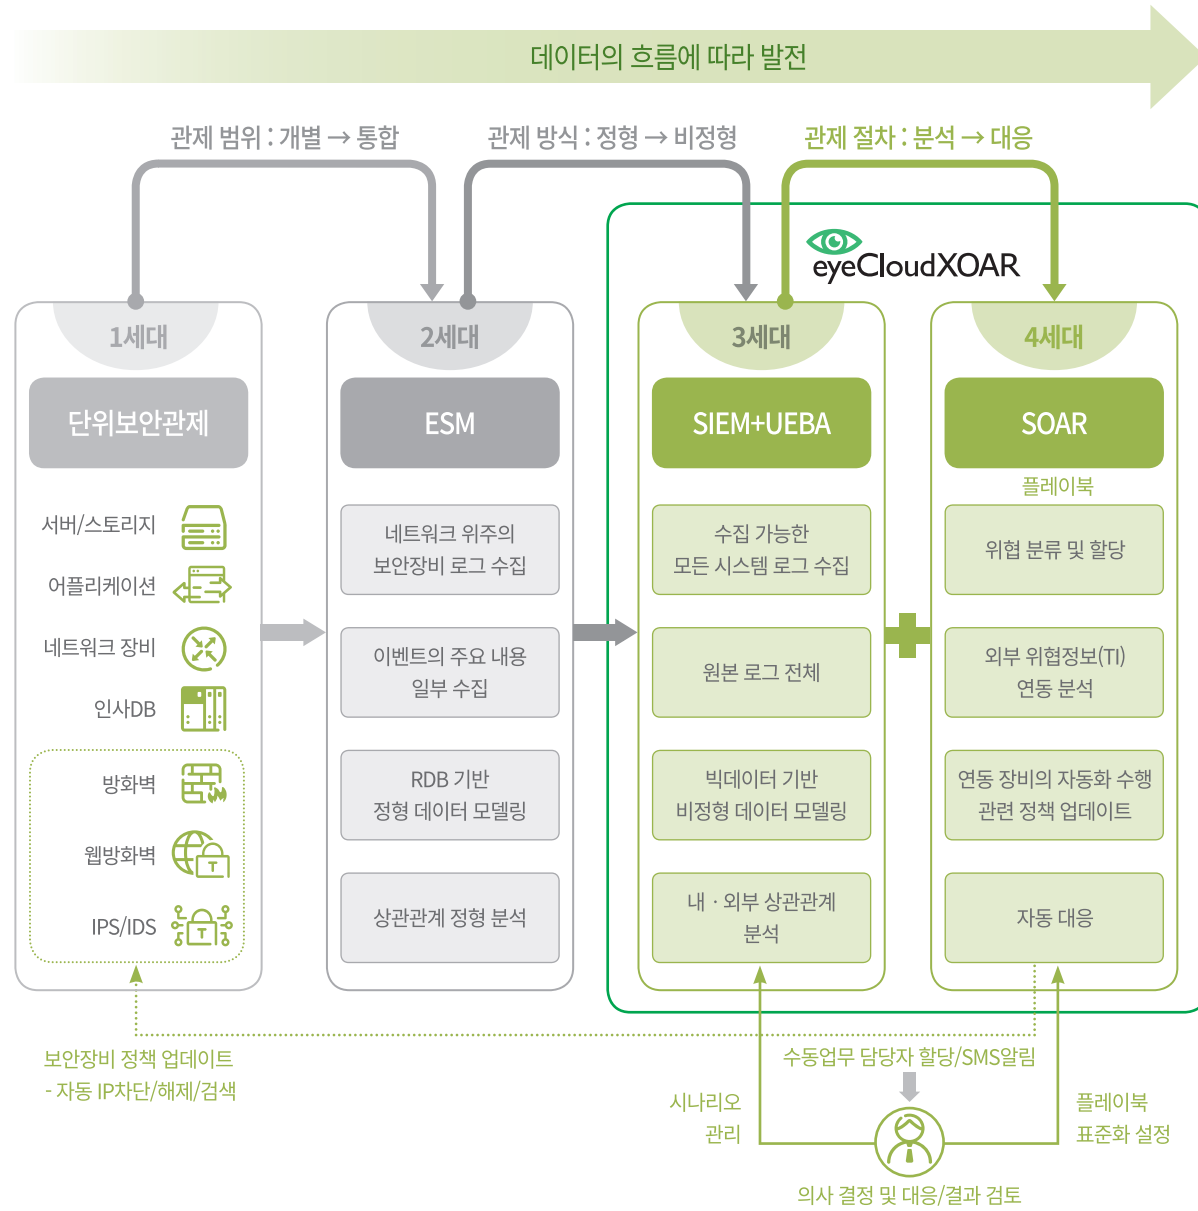 데이터의 흐름에 따라 발전
관제 범위 : 개별 → 통합
관제 방식 : 정형 → 비정형
관제 절차 : 분석 → 대응
eyeCloudXOAR
1세대
단위보안관제
서버/스토리지
어플리케이션
네트워크 장비
인사DB
방화벽
웹방화벽
T
IPS/IDS
T
2세대
ESM
네트워크 위주의
보안장비 로그 수집
이벤트의 주요 내용
일부 수집
RDB 기반
정형 데이터 모델링
상관관계 정형 분석
3세대
SIEM+UEBA
수집 가능한
모든 시스템 로그 수집
원본 로그 전체
빅데이터 기반
비정형 데이터 모델링
내 · 외부 상관관계
분석
4세대
SOAR
플레이북
위협 분류 및 할당
외부 위협정보(TI)
연동 분석
연동 장비의 자동화 수행
관련 정책 업데이트
자동 대응
보안장비 정책 업데이트
- 자동 IP차단/해제/검색
수동업무 담당자 할당/SMS알림
시나리오
관리
플레이북
표준화 설정
의사 결정 및 대응/결과 검토